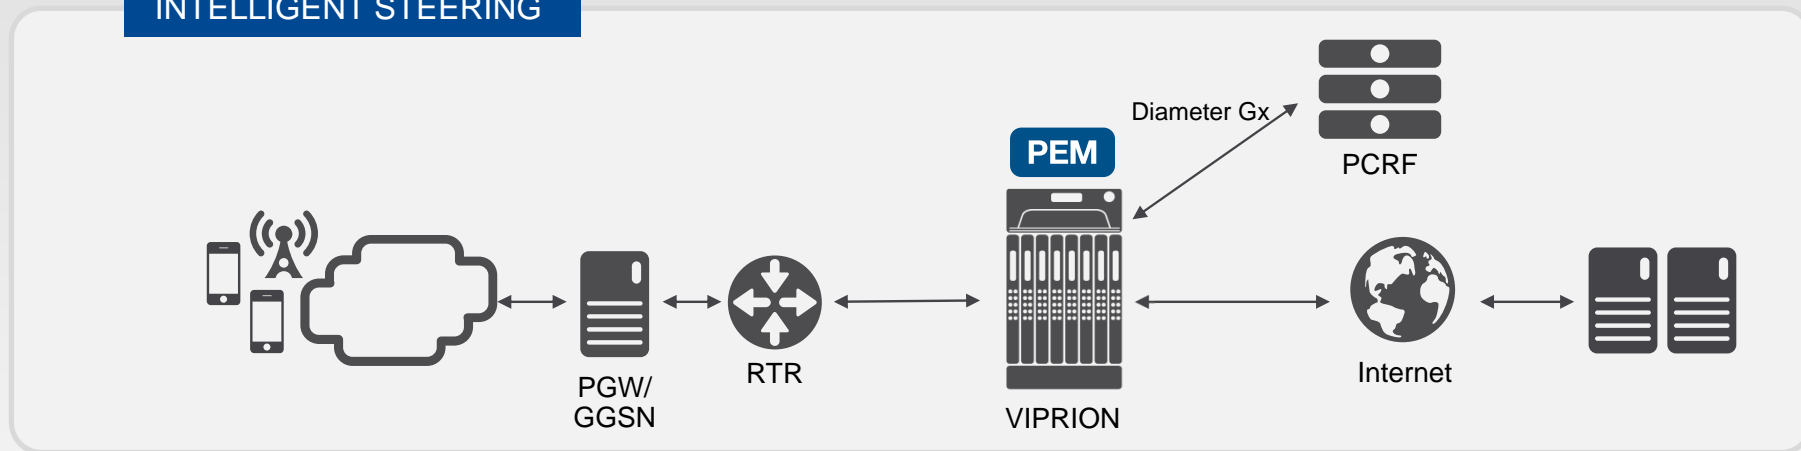 INTELLIGENT STEERING
Diameter Gx
PEM
PCRF
PGW/
GGSN
RTR
VIPRION
Internet